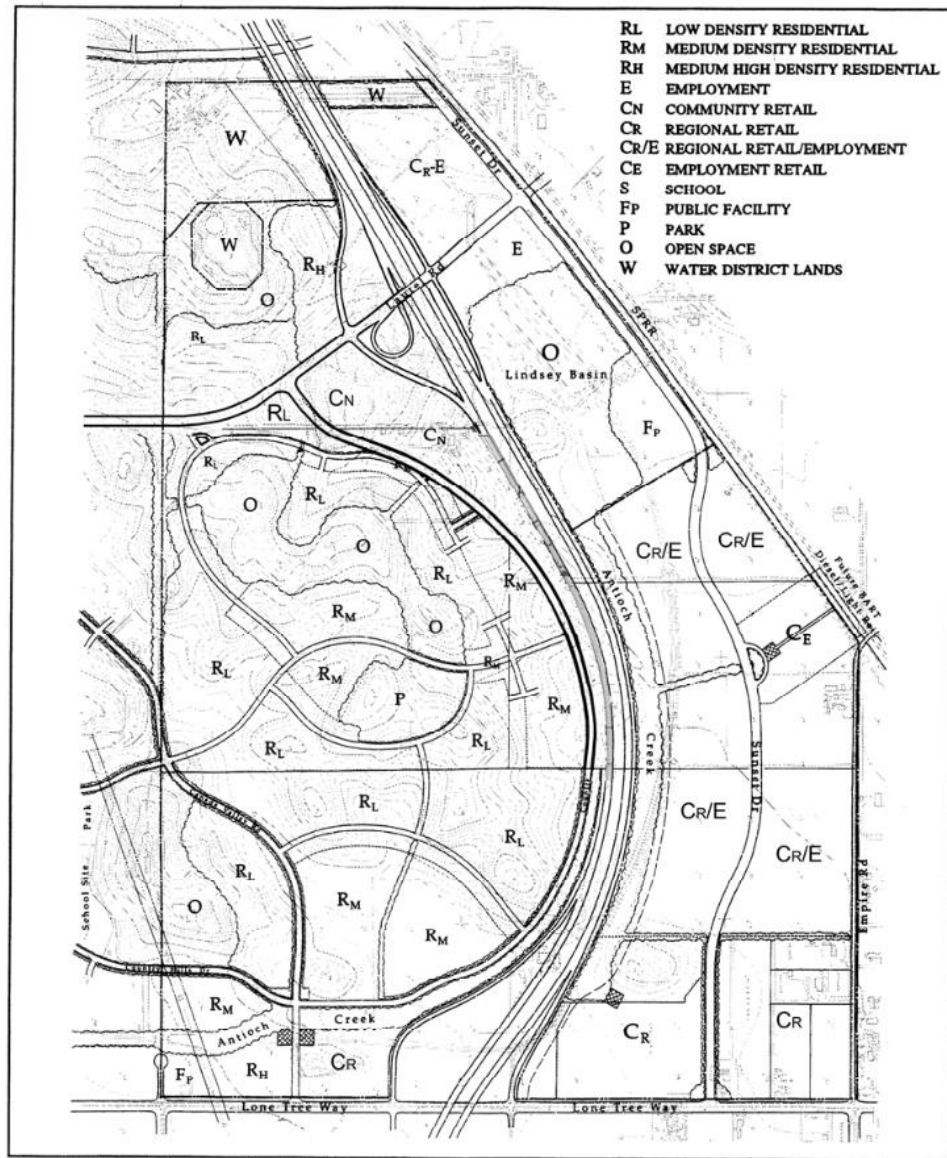 RL LOW DENSITY RESIDENTIAL
RM MEDIUM DENSITY RESIDENTIAL
RH MEDIUM HIGH DENSITY RESIDENTIAL
E EMPLOYMENT
CN COMMUNITY RETAIL
CR REGIONAL RETAIL
CR/E REGIONAL RETAIL/EMPLOYMENT
CE EMPLOYMENT RETAIL
S SCHOOL
FP PUBLIC FACILITY
P PARK
O OPEN SPACE
W WATER DISTRICT LANDS
W
W
Sunset Dr
CR-E
W
RH
E
O
Laurel Rd
SPRR
RL
O
Lindsey Basin
CN
RL
CN
FP
RL
RL
O
O
CR/E
CR/E
RL
RM
Antioch
Future BART
Diesel/Light Rail
RM
O
CE
RL
RM
RM
P
RM
RL
RL
Creek
Sunset Dr
RL
CR/E
RL
CR/E
RL
School Site Park
O
RM
RM
Empire Rd
RM
Antioch
Creek
CR
CR
FP
RH
CR
Lone Tree Way
Lone Tree Way